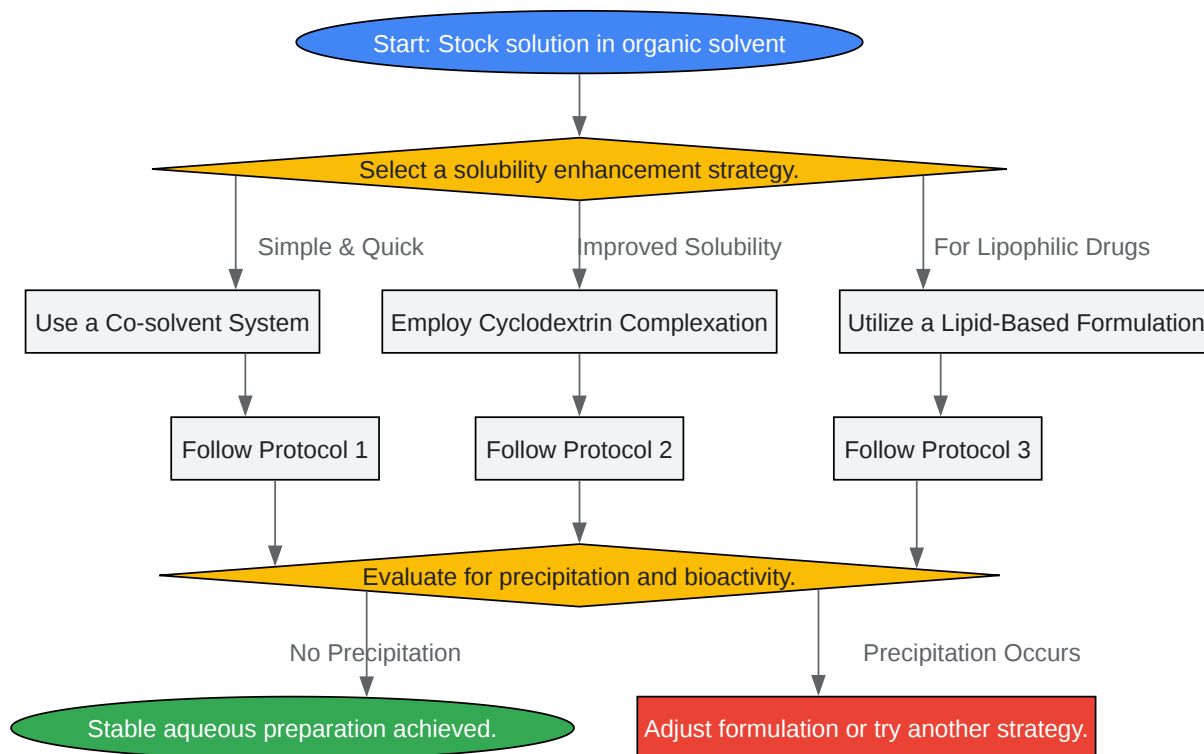 Start: Stock solution in organic solvent
Select a solubility enhancement strategy.
Simple & Quick
Improved Solubility
For Lipophilic Drugs
Use a Co-solvent System
Employ Cyclodextrin Complexation
Utilize a Lipid-Based Formulation
Follow Protocol 1
Follow Protocol 2
Follow Protocol 3
Evaluate for precipitation and bioactivity.
No Precipitation
Precipitation Occurs
Stable aqueous preparation achieved.
Adjust formulation or try another strategy.